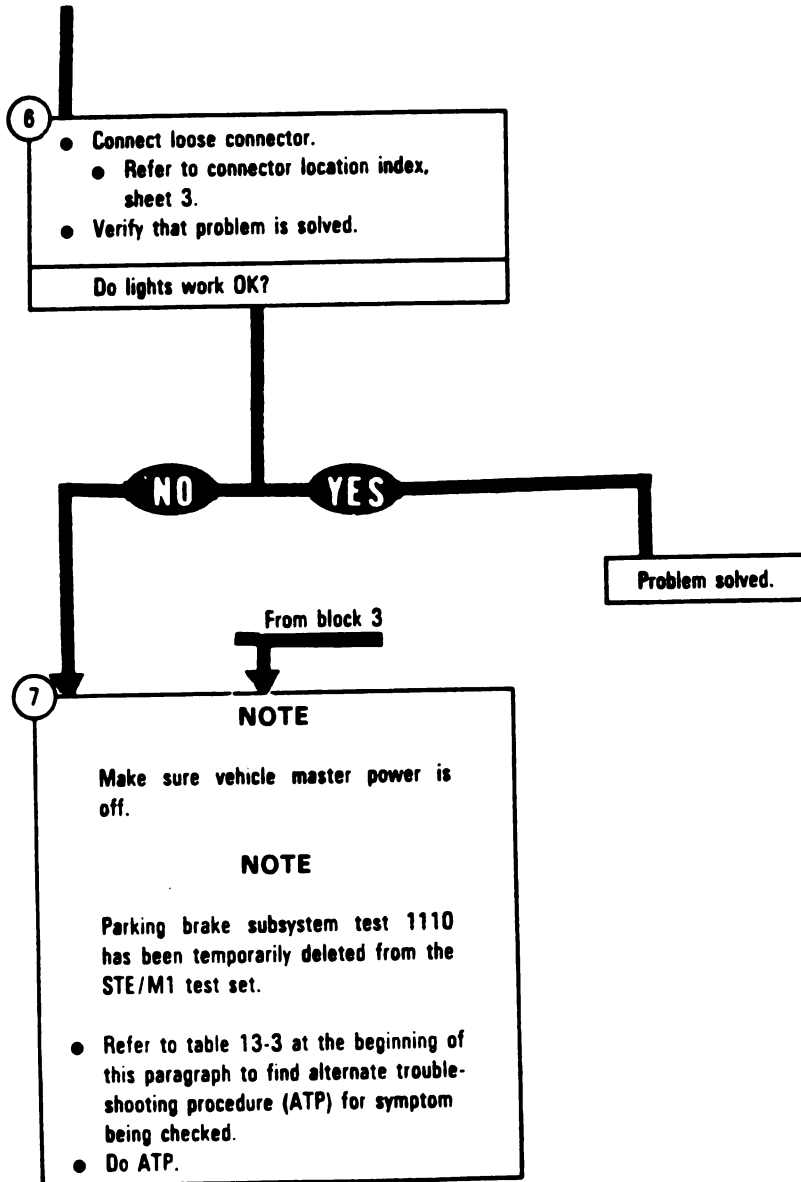 6
● Connect loose connector.
● Refer to connector location index,
sheet 3.
● Verify that problem is solved.
Do lights work OK?
NO
YES
Problem solved.
From block 3
7
NOTE
Make sure vehicle master power is
off.
NOTE
Parking brake subsystem test 1110
has been temporarily deleted from the
STE/M1 test set.
● Refer to table 13-3 at the beginning of
this paragraph to find alternate trouble-
shooting procedure (ATP) for symptom
being checked.
● Do ATP.